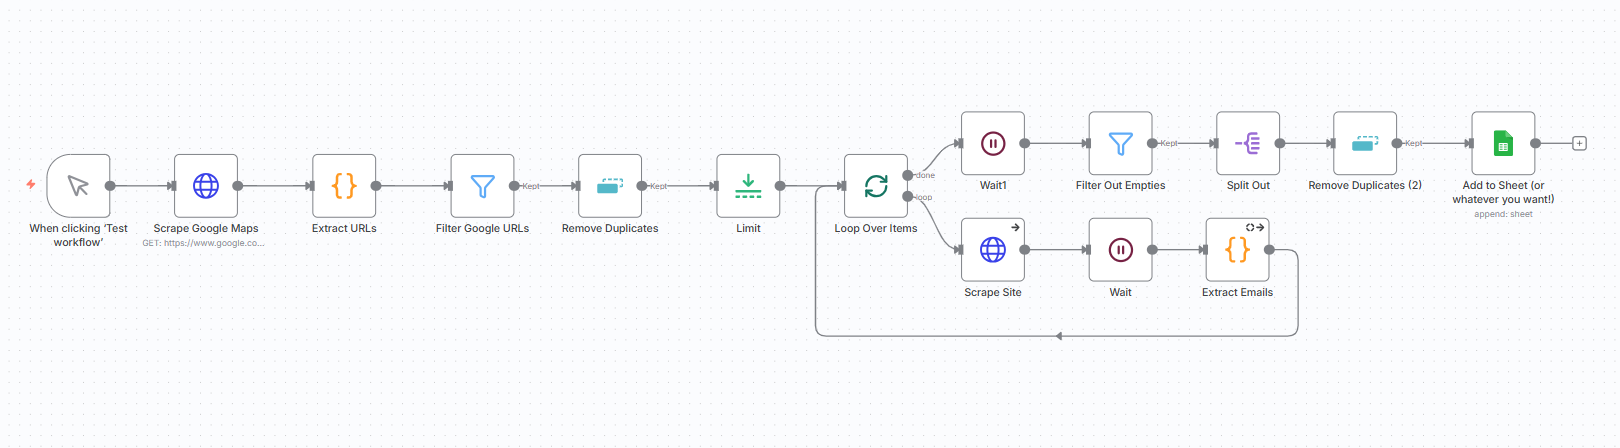 When clicking ‘Test
workflow’
Scrape Google Maps
GET: https://www.google.co...
Extract URLs
Filter Google URLs
Kept
Remove Duplicates
Kept
Limit
Loop Over Items
done
loop
Wait1
Filter Out Empties
Kept
Split Out
Remove Duplicates (2)
Kept
Add to Sheet (or
whatever you want!)
append: sheet
Scrape Site
Wait
Extract Emails